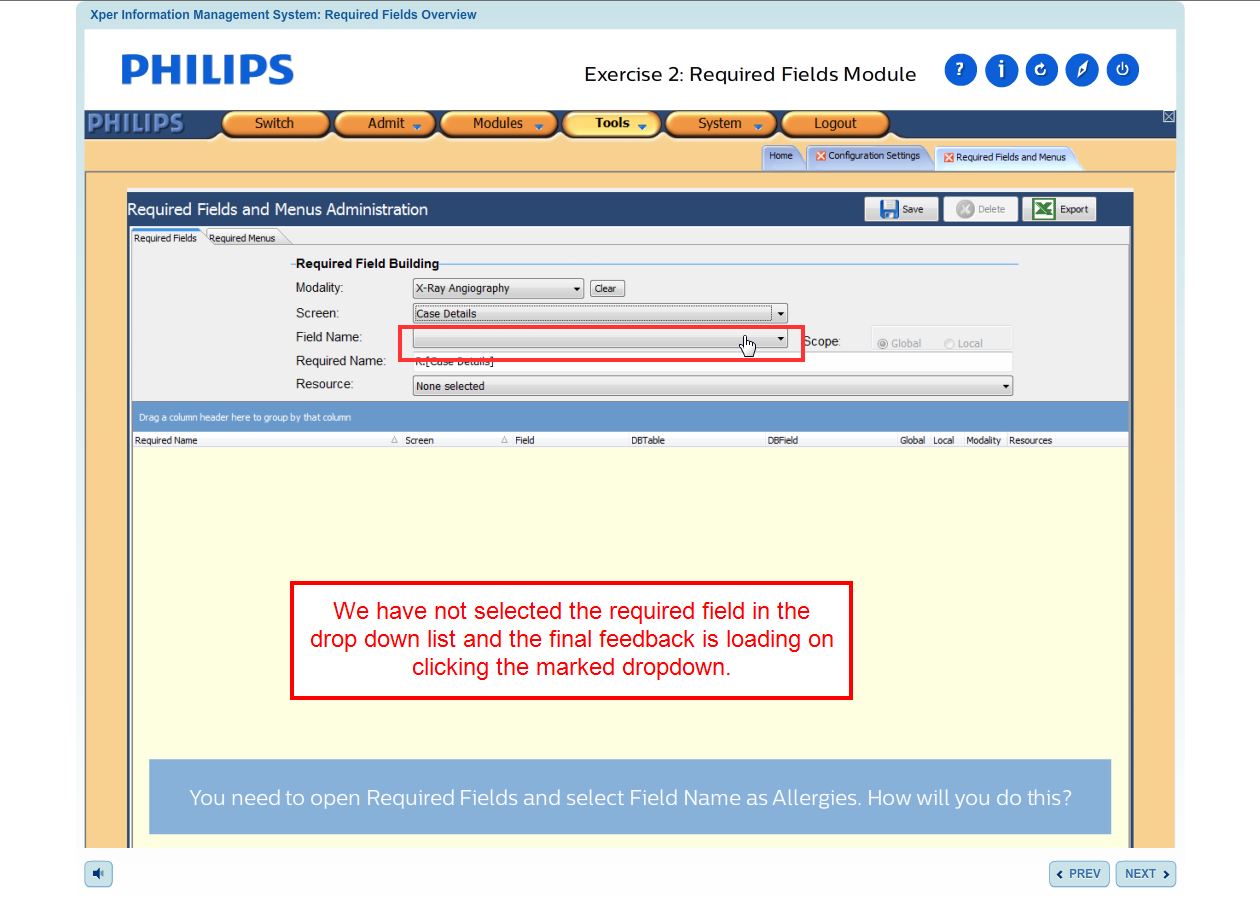 Xper Information Management System: Required Fields Overview
PHILIPS
Exercise 2: Required Fields Module
? i
PHILIPS Switch Admit Modules Tools System Logout
Home Configuration Settings Required Fields and Menus
Required Fields and Menus Administration Save Delete Export
Required Fields Required Menus
Required Field Building
Modality: X-Ray Angiography Clear
Screen: Case Details
Field Name: Scope: Global Local
Required Name: R:[Case Details]
Resource: None selected
Drag a column header here to group by that column
Required Name Screen Field DBTable DBField Global Local Modality Resources
We have not selected the required field in the
drop down list and the final feedback is loading on
clicking the marked dropdown.
You need to open Required Fields and select Field Name as Allergies. How will you do this?
PREV NEXT